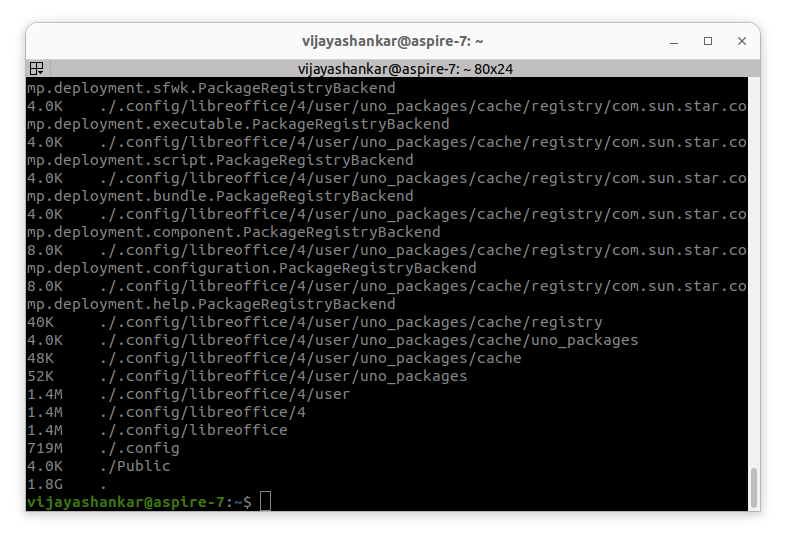 vijayashankar@aspire-7: ~
vijayashankar@aspire-7: ~ 80x24
mp.deployment.sfwk.PackageRegistryBackend
4.0K    ./.config/libreoffice/4/user/uno_packages/cache/registry/com.sun.star.co
mp.deployment.executable.PackageRegistryBackend
4.0K    ./.config/libreoffice/4/user/uno_packages/cache/registry/com.sun.star.co
mp.deployment.script.PackageRegistryBackend
4.0K    ./.config/libreoffice/4/user/uno_packages/cache/registry/com.sun.star.co
mp.deployment.bundle.PackageRegistryBackend
4.0K    ./.config/libreoffice/4/user/uno_packages/cache/registry/com.sun.star.co
mp.deployment.component.PackageRegistryBackend
8.0K    ./.config/libreoffice/4/user/uno_packages/cache/registry/com.sun.star.co
mp.deployment.configuration.PackageRegistryBackend
8.0K    ./.config/libreoffice/4/user/uno_packages/cache/registry/com.sun.star.co
mp.deployment.help.PackageRegistryBackend
40K     ./.config/libreoffice/4/user/uno_packages/cache/registry
4.0K    ./.config/libreoffice/4/user/uno_packages/cache/uno_packages
48K     ./.config/libreoffice/4/user/uno_packages/cache
52K     ./.config/libreoffice/4/user/uno_packages
1.4M    ./.config/libreoffice/4/user
1.4M    ./.config/libreoffice/4
1.4M    ./.config/libreoffice
719M    ./.config
4.0K    ./Public
1.8G    .
vijayashankar@aspire-7:~$